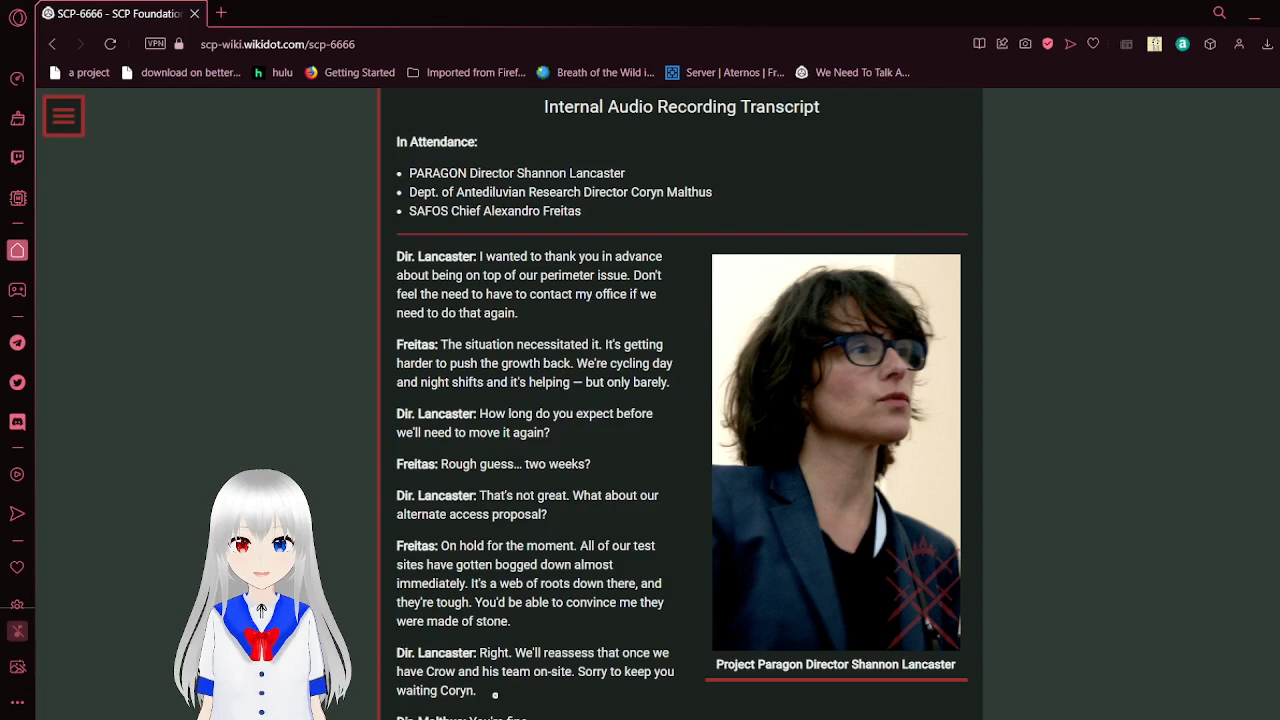 SCP-6666 - SCP Foundatio
VPN
scp-wiki.wikidot.com/scp-6666
a project
download on better...
hulu
Getting Started
Imported from Firef...
Breath of the Wild i...
Server | Aternos | Fr...
We Need To Talk A...
Internal Audio Recording Transcript
In Attendance:
• PARAGON Director Shannon Lancaster
• Dept. of Antediluvian Research Director Coryn Malthus
• SAFOS Chief Alexandro Freitas
Dir. Lancaster: I wanted to thank you in advance
about being on top of our perimeter issue. Don't
feel the need to have to contact my office if we
need to do that again.
Freitas: The situation necessitated it. It's getting
harder to push the growth back. We're cycling day
and night shifts and it's helping — but only barely.
Dir. Lancaster: How long do you expect before
we'll need to move it again?
Freitas: Rough guess... two weeks?
Dir. Lancaster: That's not great. What about our
alternate access proposal?
Freitas: On hold for the moment. All of our test
sites have gotten bogged down almost
immediately. It's a web of roots down there, and
they're tough. You'd be able to convince me they
were made of stone.
Dir. Lancaster: Right. We'll reassess that once we
have Crow and his team on-site. Sorry to keep you
waiting Coryn.
Dir. Malthus: You're fine
Project Paragon Director Shannon Lancaster